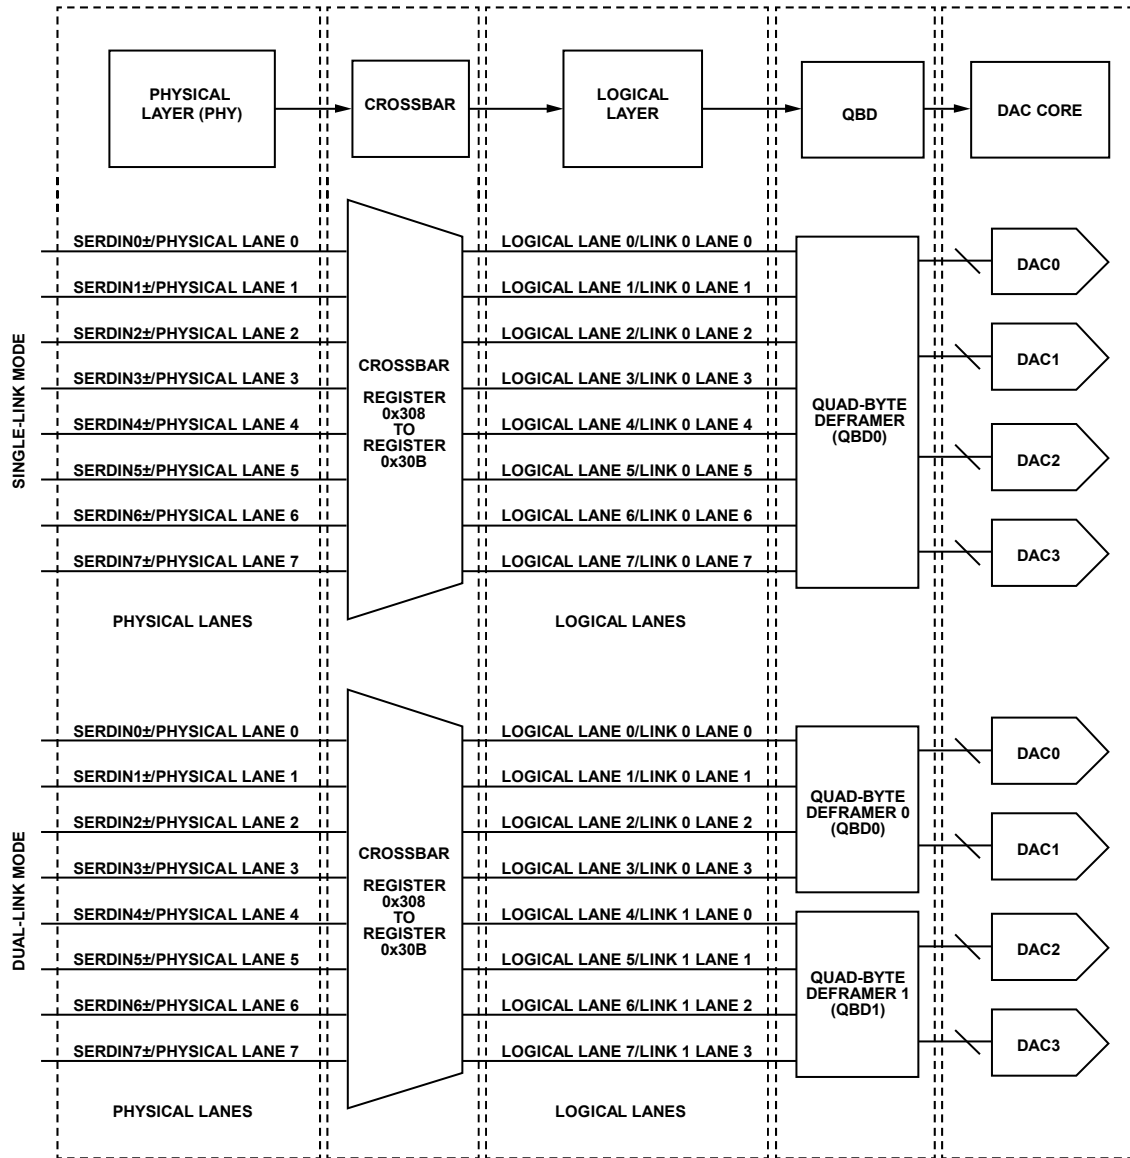 PHYSICAL
LAYER (PHY)
CROSSBAR
LOGICAL
LAYER
QBD
DAC CORE
SINGLE-LINK MODE
SERDIN0±/PHYSICAL LANE 0
SERDIN1±/PHYSICAL LANE 1
SERDIN2±/PHYSICAL LANE 2
SERDIN3±/PHYSICAL LANE 3
SERDIN4±/PHYSICAL LANE 4
SERDIN5±/PHYSICAL LANE 5
SERDIN6±/PHYSICAL LANE 6
SERDIN7±/PHYSICAL LANE 7
PHYSICAL LANES
CROSSBAR
REGISTER
0x308
TO
REGISTER
0x30B
LOGICAL LANE 0/LINK 0 LANE 0
LOGICAL LANE 1/LINK 0 LANE 1
LOGICAL LANE 2/LINK 0 LANE 2
LOGICAL LANE 3/LINK 0 LANE 3
LOGICAL LANE 4/LINK 0 LANE 4
LOGICAL LANE 5/LINK 0 LANE 5
LOGICAL LANE 6/LINK 0 LANE 6
LOGICAL LANE 7/LINK 0 LANE 7
LOGICAL LANES
QUAD-BYTE
DEFRAMER
(QBD0)
DAC0
DAC1
DAC2
DAC3
DUAL-LINK MODE
SERDIN0±/PHYSICAL LANE 0
SERDIN1±/PHYSICAL LANE 1
SERDIN2±/PHYSICAL LANE 2
SERDIN3±/PHYSICAL LANE 3
SERDIN4±/PHYSICAL LANE 4
SERDIN5±/PHYSICAL LANE 5
SERDIN6±/PHYSICAL LANE 6
SERDIN7±/PHYSICAL LANE 7
PHYSICAL LANES
CROSSBAR
REGISTER
0x308
TO
REGISTER
0x30B
LOGICAL LANE 0/LINK 0 LANE 0
LOGICAL LANE 1/LINK 0 LANE 1
LOGICAL LANE 2/LINK 0 LANE 2
LOGICAL LANE 3/LINK 0 LANE 3
LOGICAL LANE 4/LINK 1 LANE 0
LOGICAL LANE 5/LINK 1 LANE 1
LOGICAL LANE 6/LINK 1 LANE 2
LOGICAL LANE 7/LINK 1 LANE 3
LOGICAL LANES
QUAD-BYTE
DEFRAMER 0
(QBD0)
QUAD-BYTE
DEFRAMER 1
(QBD1)
DAC0
DAC1
DAC2
DAC3